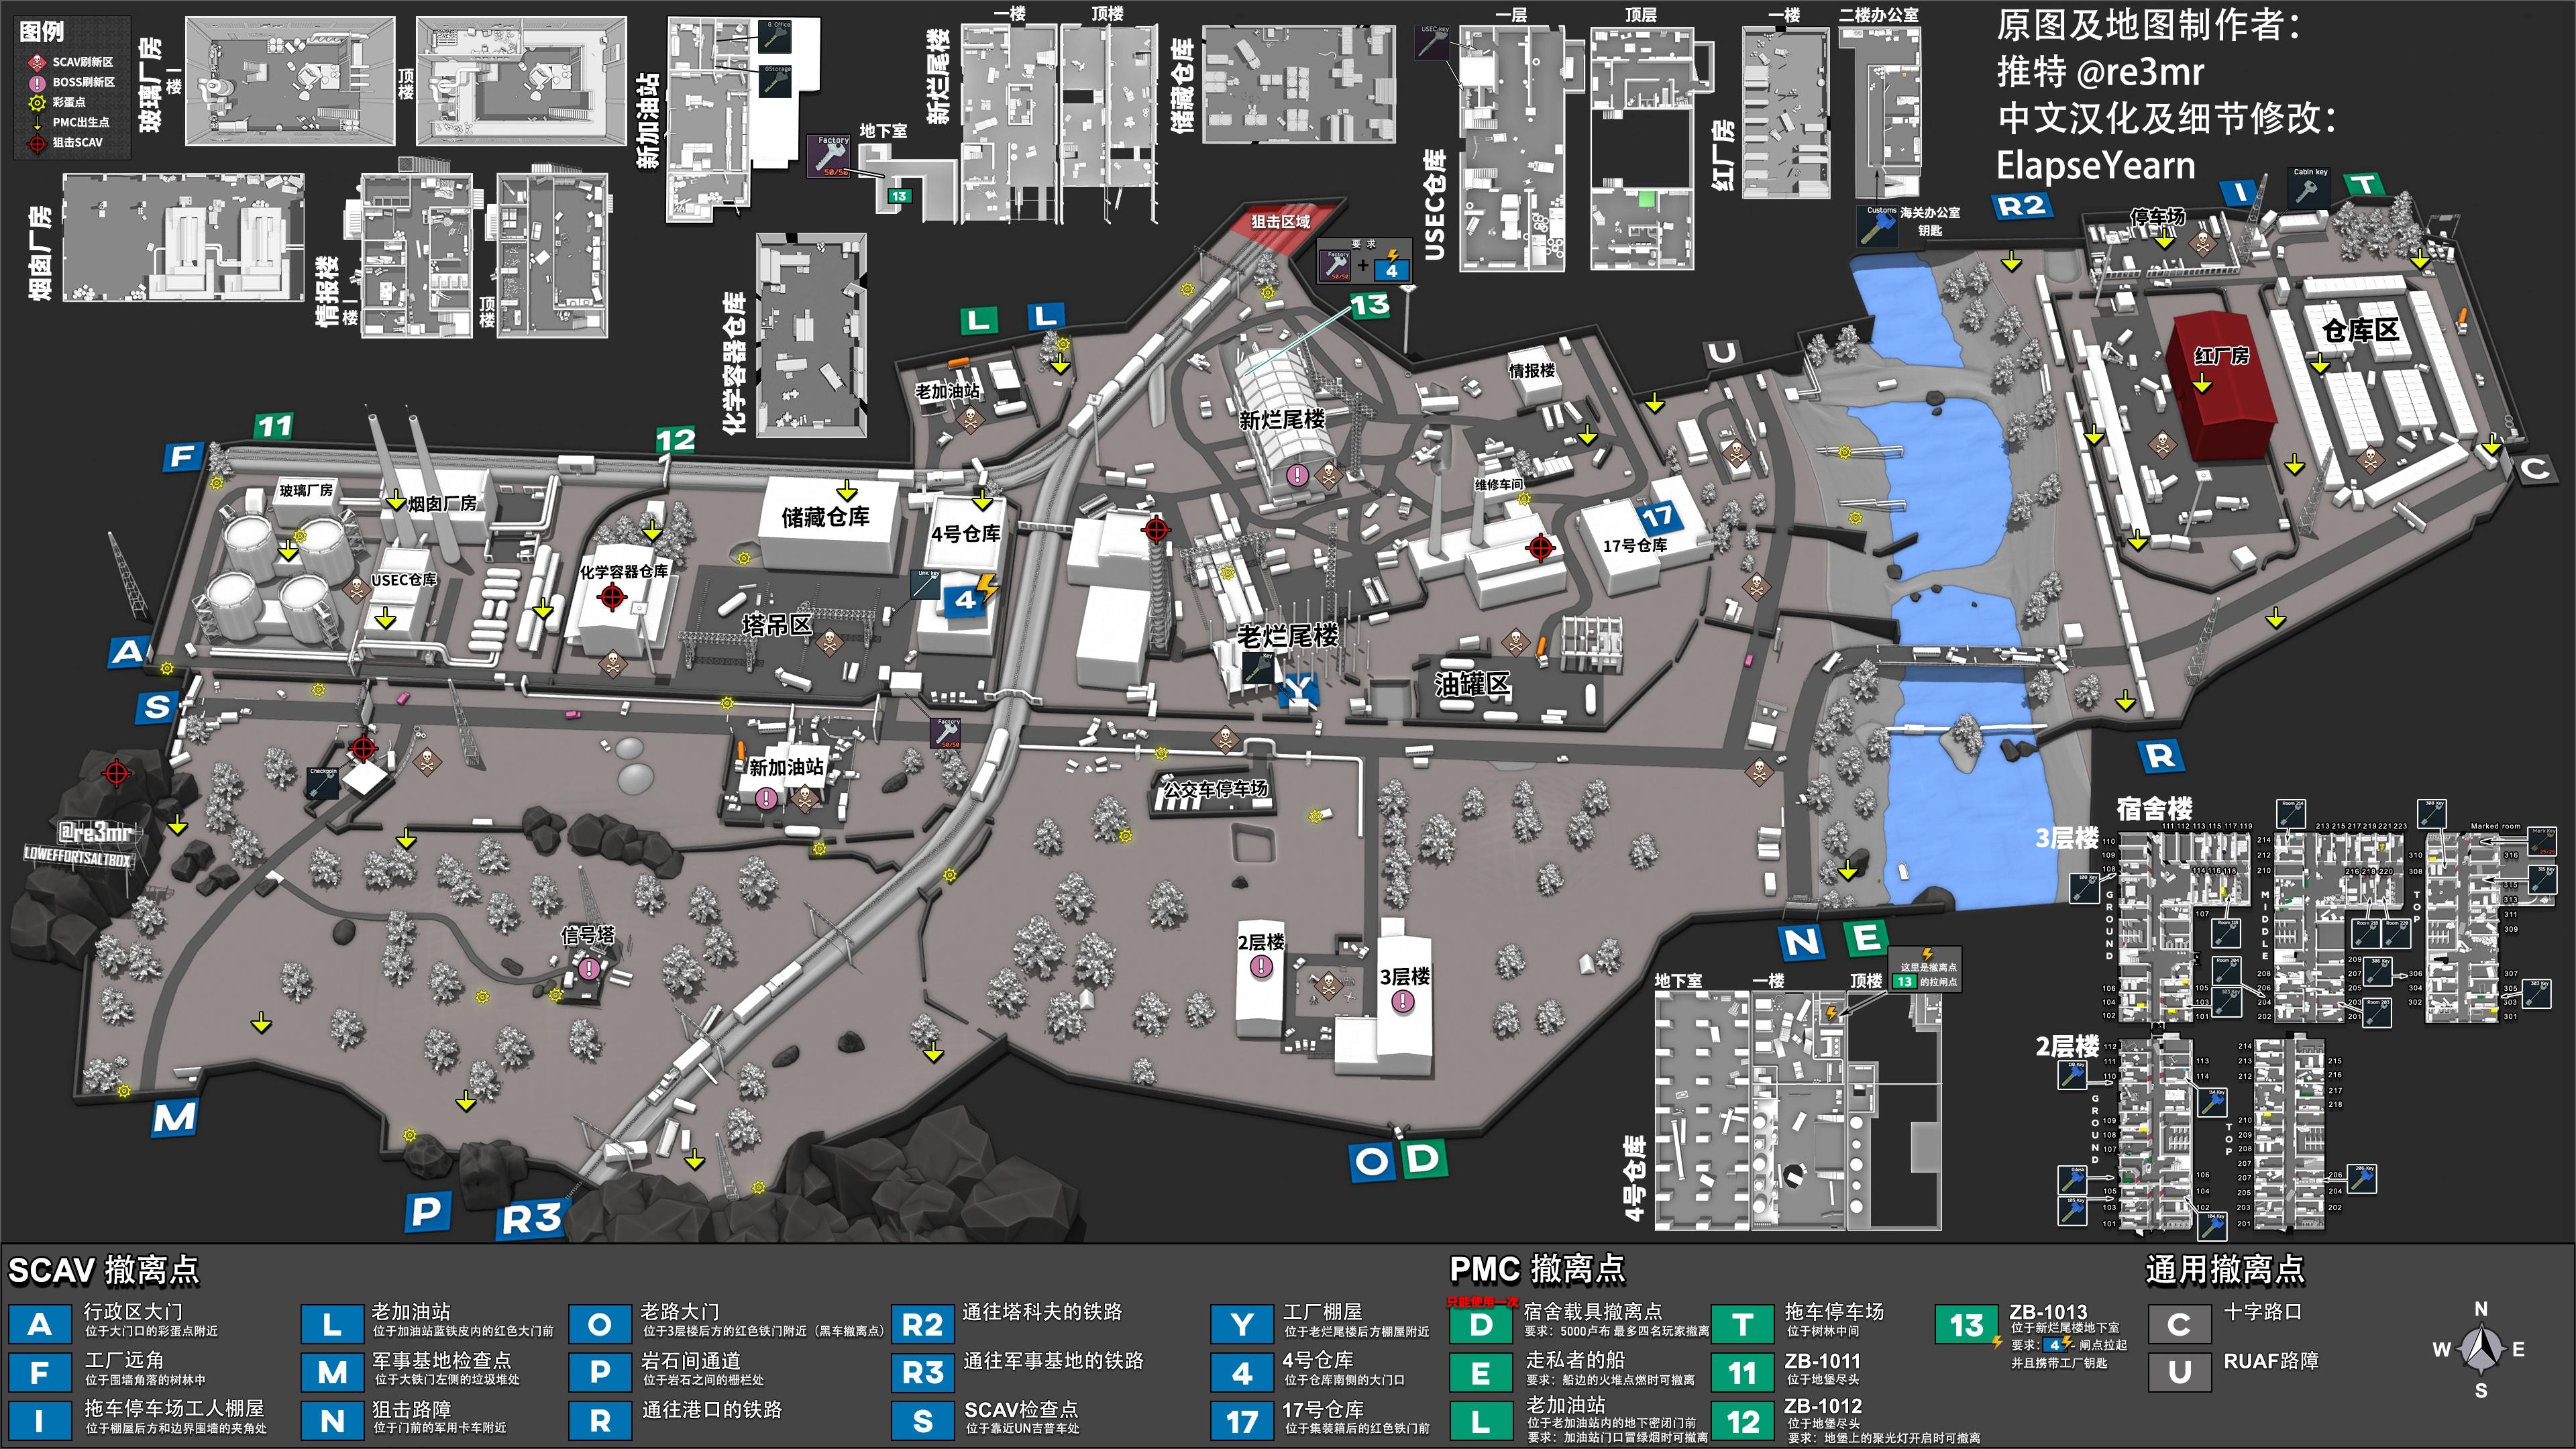 图例
SCAV刷新区
BOSS刷新区
彩蛋点
PMC出生点
狙击SCAV
玻璃厂房
一楼
顶楼
烟囱厂房
情报楼
一楼
顶楼
新加油站
G. Office
GStorage
Factory
50/50
地下室
13
新烂尾楼
一楼
顶楼
储藏仓库
化学容器仓库
USEC key
USEC仓库
一层
顶层
红厂房
一楼
二楼办公室
Customs
海关办公室
钥匙
原图及地图制作者：
推特 @re3mr
中文汉化及细节修改：
ElapseYearn
狙击区域
要求
Factory
50/50
+
4
13
L
L
老加油站
新烂尾楼
情报楼
U
R2
I
Cabin key
T
停车场
红厂房
仓库区
C
11
12
F
玻璃厂房
烟囱厂房
USEC仓库
化学容器仓库
储藏仓库
4号仓库
Unk.key
4
塔吊区
维修车间
17
17号仓库
老烂尾楼
Key
Y
油罐区
A
S
Checkpoin
新加油站
Factory
50/50
公交车停车场
R
@re3mr
LOWEFFORTSALTBOX
信号塔
2层楼
3层楼
N
E
M
P
R3
O
D
地下室
一楼
顶楼
这里是撤离点
13 的拉闸点
4号仓库
宿舍楼
3层楼
GROUND
MIDDLE
TOP
Marked room
2层楼
GROUND
TOP
SCAV 撤离点
A
行政区大门
位于大门口的彩蛋点附近
F
工厂远角
位于围墙角落的树林中
I
拖车停车场工人棚屋
位于棚屋后方和边界围墙的夹角处
L
老加油站
位于加油站蓝铁皮内的红色大门前
M
军事基地检查点
位于大铁门左侧的垃圾堆处
N
狙击路障
位于门前的军用卡车附近
O
老路大门
位于3层楼后方的红色铁门附近（黑车撤离点）
P
岩石间通道
位于岩石之间的栅栏处
R
通往港口的铁路
R2
通往塔科夫的铁路
R3
通往军事基地的铁路
S
SCAV检查点
位于靠近UN吉普车处
Y
工厂棚屋
位于老烂尾楼后方棚屋附近
4
4号仓库
位于仓库南侧的大门口
17
17号仓库
位于集装箱后的红色铁门前
PMC 撤离点
只能使用一次
D
宿舍载具撤离点
要求：5000卢布 最多四名玩家撤离
E
走私者的船
要求：船边的火堆点燃时可撤离
L
老加油站
位于老加油站内的地下密闭门前
要求：加油站门口冒绿烟时可撤离
T
拖车停车场
位于树林中间
11
ZB-1011
位于地堡尽头
12
ZB-1012
位于地堡尽头
要求：地堡上的聚光灯开启时可撤离
13
ZB-1013
位于新烂尾楼地下室
要求：4 - 闸点拉起
并且携带工厂钥匙
通用撤离点
C
十字路口
U
RUAF路障
N
W
E
S